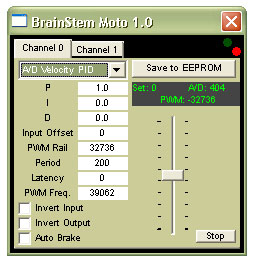 BrainStem Moto 1.0
Channel 0
Channel 1
A/D Velocity PID
Save to EEPROM
Set: 0 A/D: 404
PWM: -32736
P 1.0
I 0.0
D 0.0
Input Offset 0
PWM Rail 32736
Period 200
Latency 0
PWM Freq. 39062
Invert Input
Invert Output
Auto Brake
Stop